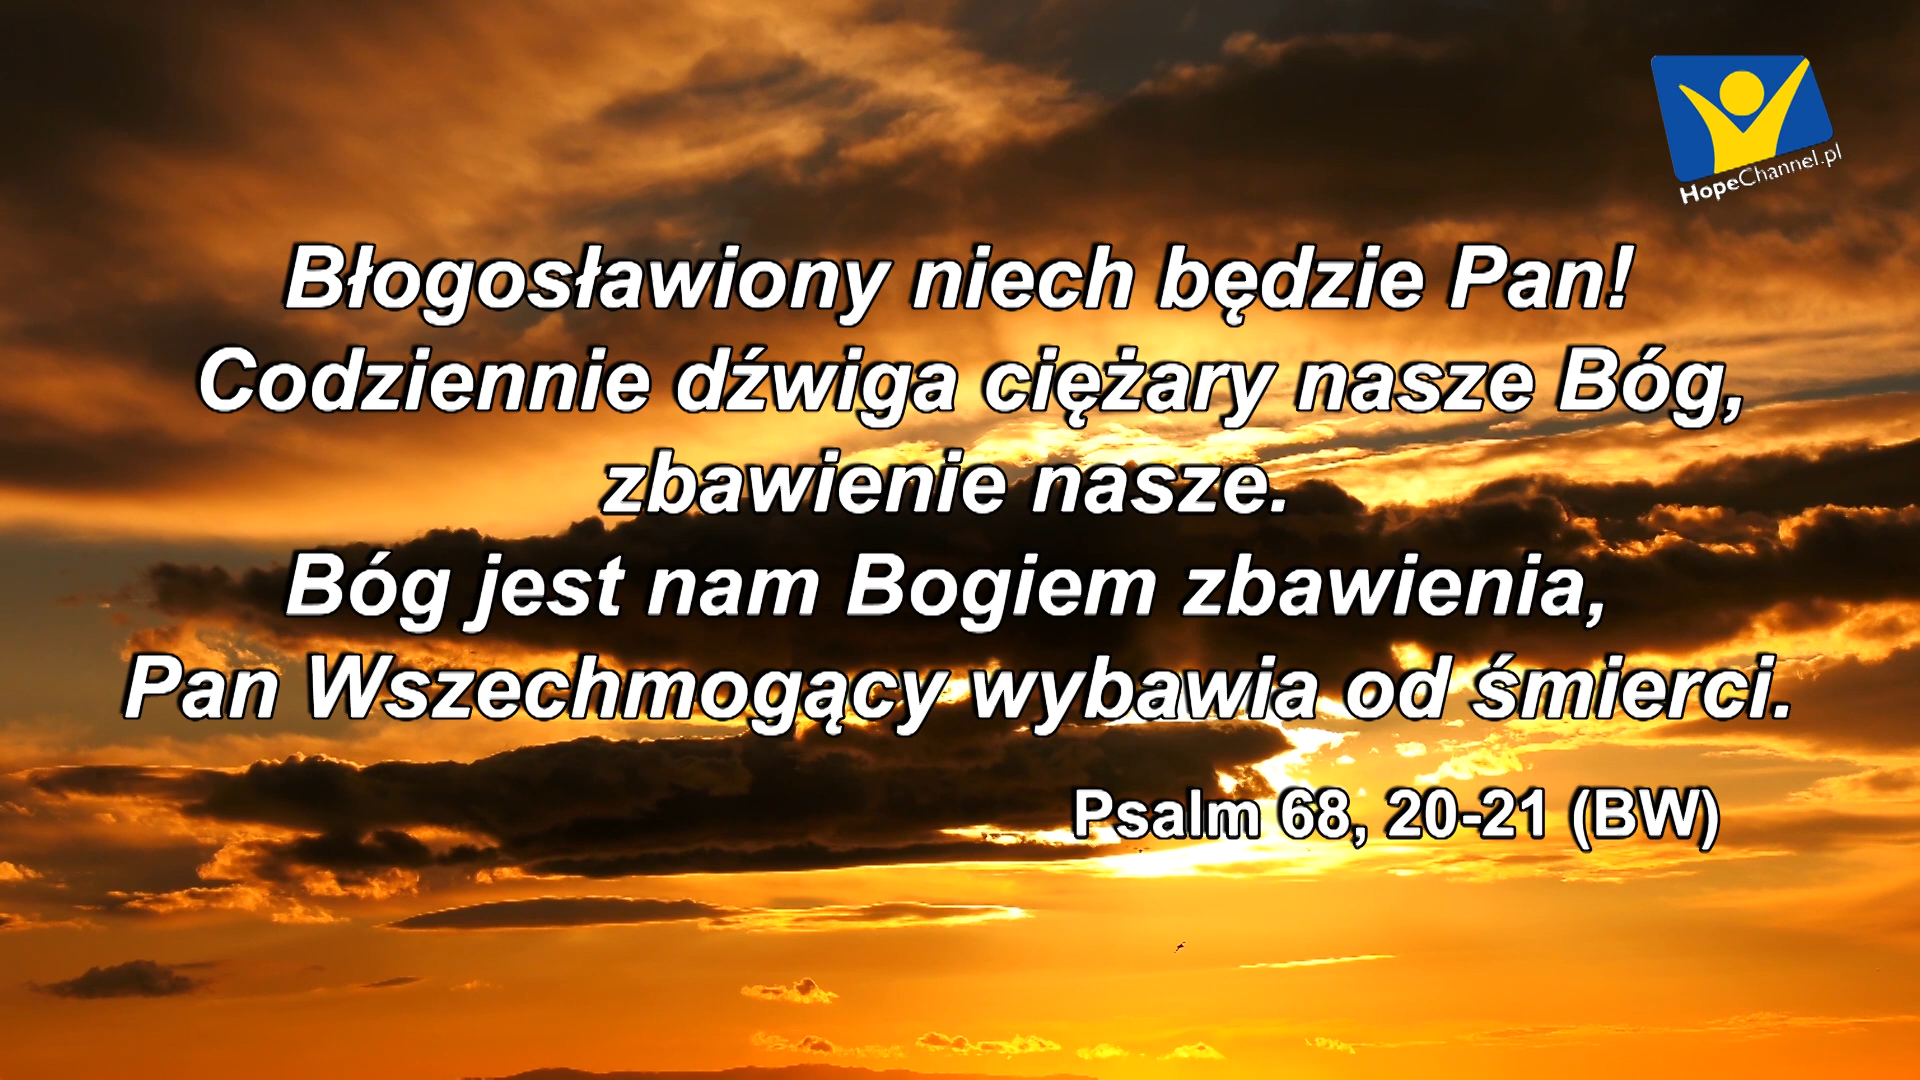 HopeChannel.pl
Błogosławiony niech będzie Pan!
Codziennie dźwiga ciężary nasze Bóg,
zbawienie nasze.
Bóg jest nam Bogiem zbawienia,
Pan Wszechmogący wybawia od śmierci.
Psalm 68, 20-21 (BW)